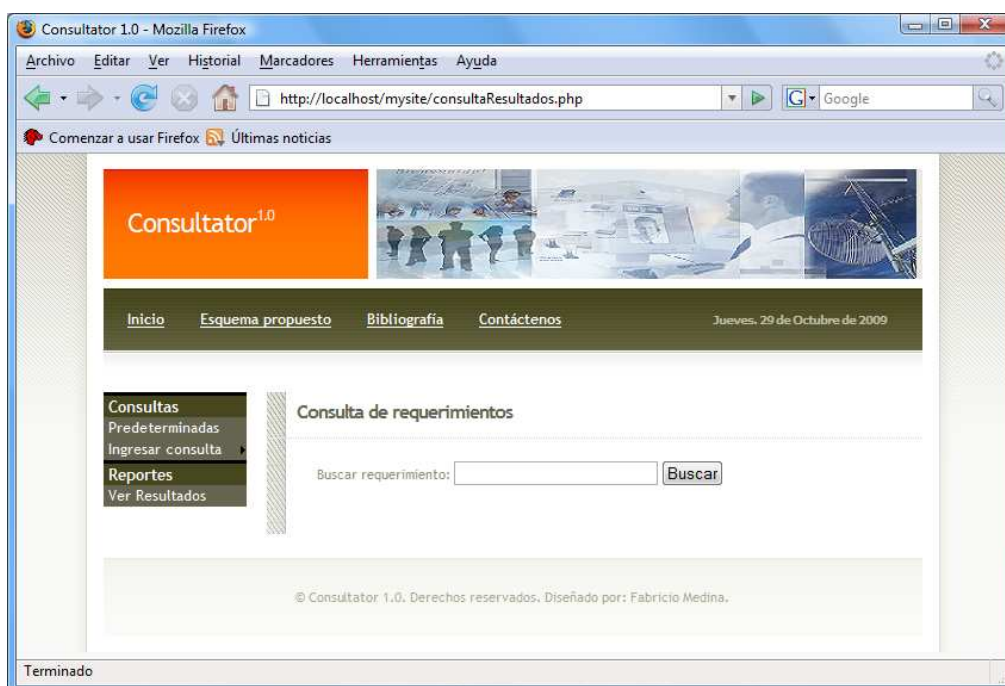 Consultator 1.0 - Mozilla Firefox
Archivo Editar Ver Historial Marcadores Herramientas Ayuda
http://localhost/mysite/consultaResultados.php
G Google
Comenzar a usar Firefox Últimas noticias
Consultator1.0
Inicio Esquema propuesto Bibliografía Contáctenos Jueves. 29 de Octubre de 2009
Consultas
Predeterminadas
Ingresar consulta
Reportes
Ver Resultados
Consulta de requerimientos
Buscar requerimiento: Buscar
© Consultator 1.0. Derechos reservados. Diseñado por: Fabricio Medina.
Terminado